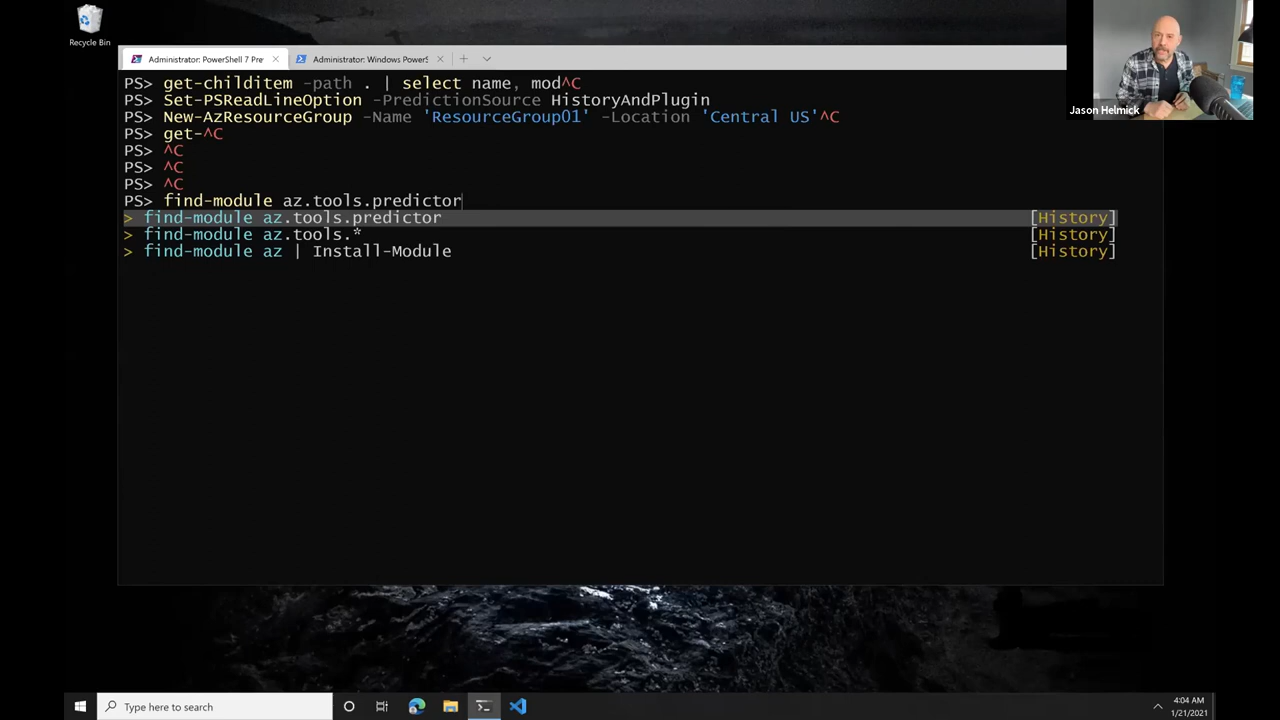 Recycle Bin
Administrator: PowerShell 7 Pre
Administrator: Windows PowerS
Jason Helmick
PS> get-childitem -path . | select name, mod^C
PS> Set-PSReadLineOption -PredictionSource HistoryAndPlugin
PS> New-AzResourceGroup -Name 'ResourceGroup01' -Location 'Central US'^C
PS> get-^C
PS> ^C
PS> ^C
PS> ^C
PS> find-module az.tools.predictor
> find-module az.tools.predictor [History]
> find-module az.tools.* [History]
> find-module az | Install-Module [History]
Type here to search
4:04 AM
1/21/2021